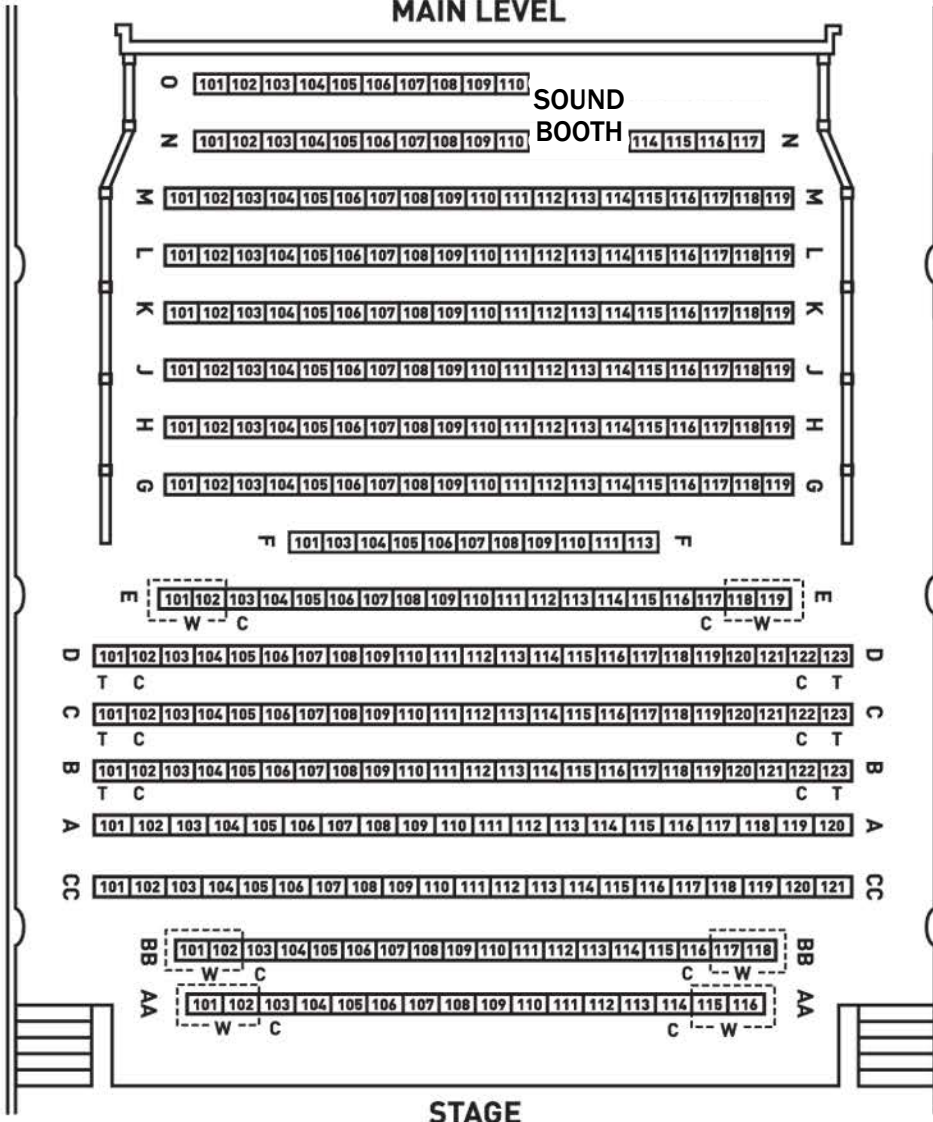 MAIN LEVEL
O 101 102 103 104 105 106 107 108 109 110
SOUND
BOOTH
N 101 102 103 104 105 106 107 108 109 110 114 115 116 117 N
M 101 102 103 104 105 106 107 108 109 110 111 112 113 114 115 116 117 118 119 M
L 101 102 103 104 105 106 107 108 109 110 111 112 113 114 115 116 117 118 119 L
K 101 102 103 104 105 106 107 108 109 110 111 112 113 114 115 116 117 118 119 K
J 101 102 103 104 105 106 107 108 109 110 111 112 113 114 115 116 117 118 119 J
H 101 102 103 104 105 106 107 108 109 110 111 112 113 114 115 116 117 118 119 H
G 101 102 103 104 105 106 107 108 109 110 111 112 113 114 115 116 117 118 119 G
F 101 103 104 105 106 107 108 109 110 111 113 F
E 101 102 103 104 105 106 107 108 109 110 111 112 113 114 115 116 117 118 119 E
W C C W
D 101 102 103 104 105 106 107 108 109 110 111 112 113 114 115 116 117 118 119 120 121 122 123 D
T C C T
C 101 102 103 104 105 106 107 108 109 110 111 112 113 114 115 116 117 118 119 120 121 122 123 C
T C C T
B 101 102 103 104 105 106 107 108 109 110 111 112 113 114 115 116 117 118 119 120 121 122 123 B
T C C T
A 101 102 103 104 105 106 107 108 109 110 111 112 113 114 115 116 117 118 119 120 A
CC 101 102 103 104 105 106 107 108 109 110 111 112 113 114 115 116 117 118 119 120 121 CC
BB 101 102 103 104 105 106 107 108 109 110 111 112 113 114 115 116 117 118 BB
W C C W
AA 101 102 103 104 105 106 107 108 109 110 111 112 113 114 115 116 AA
W C C W
STAGE